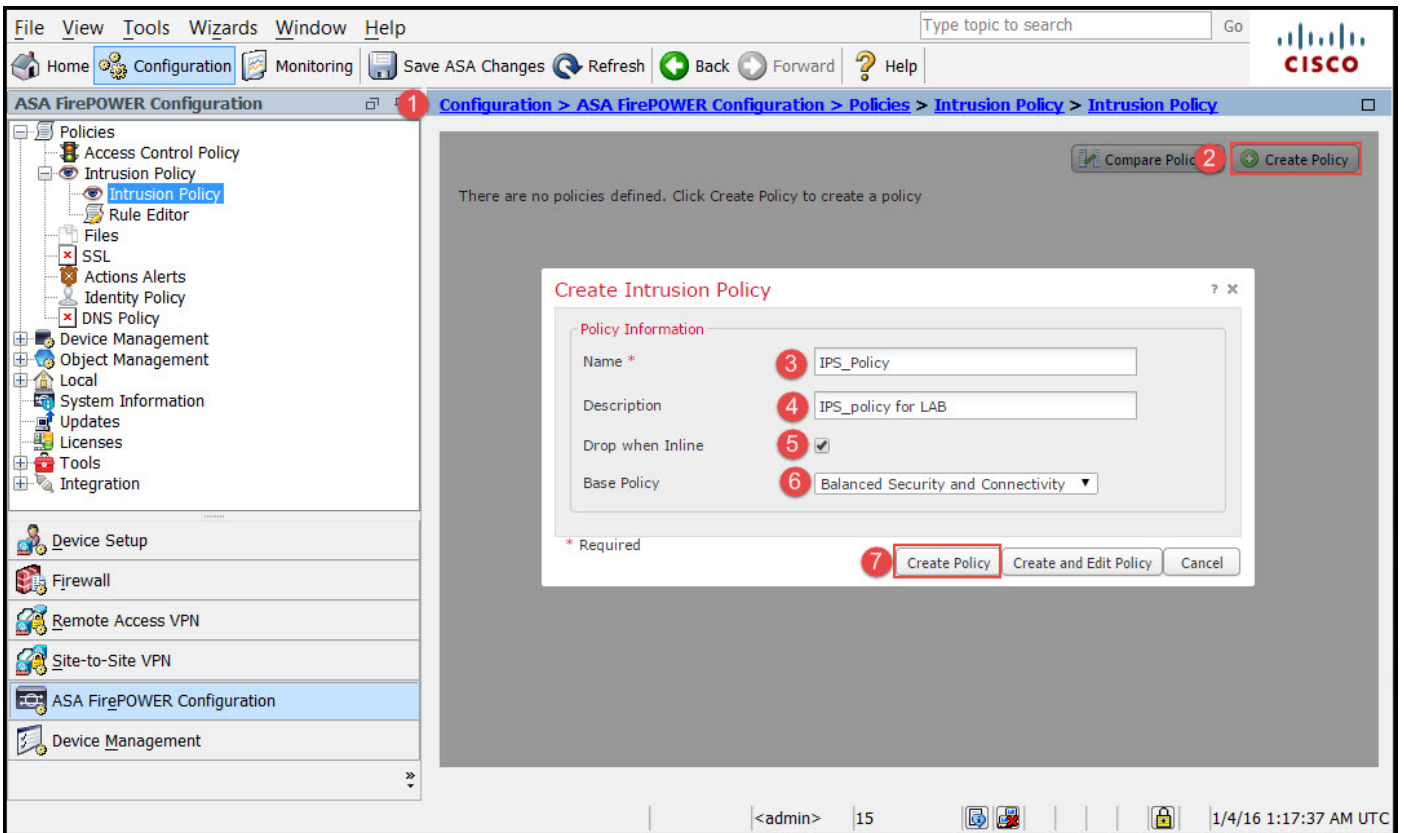 File View Tools Wizards Window Help
Type topic to search Go
Home Configuration Monitoring Save ASA Changes Refresh Back Forward Help
CISCO
ASA FirePOWER Configuration
1 Configuration > ASA FirePOWER Configuration > Policies > Intrusion Policy > Intrusion Policy
Policies
Access Control Policy
Intrusion Policy
Intrusion Policy
Rule Editor
Files
SSL
Actions Alerts
Identity Policy
DNS Policy
Device Management
Object Management
Local
System Information
Updates
Licenses
Tools
Integration
Device Setup
Firewall
Remote Access VPN
Site-to-Site VPN
ASA FirePOWER Configuration
Device Management
Compare Polic 2 Create Policy
There are no policies defined. Click Create Policy to create a policy
Create Intrusion Policy ? ×
Policy Information
Name * 3 IPS_Policy
Description 4 IPS_policy for LAB
Drop when Inline 5
Base Policy 6 Balanced Security and Connectivity
* Required
7 Create Policy Create and Edit Policy Cancel
<admin> 15 1/4/16 1:17:37 AM UTC